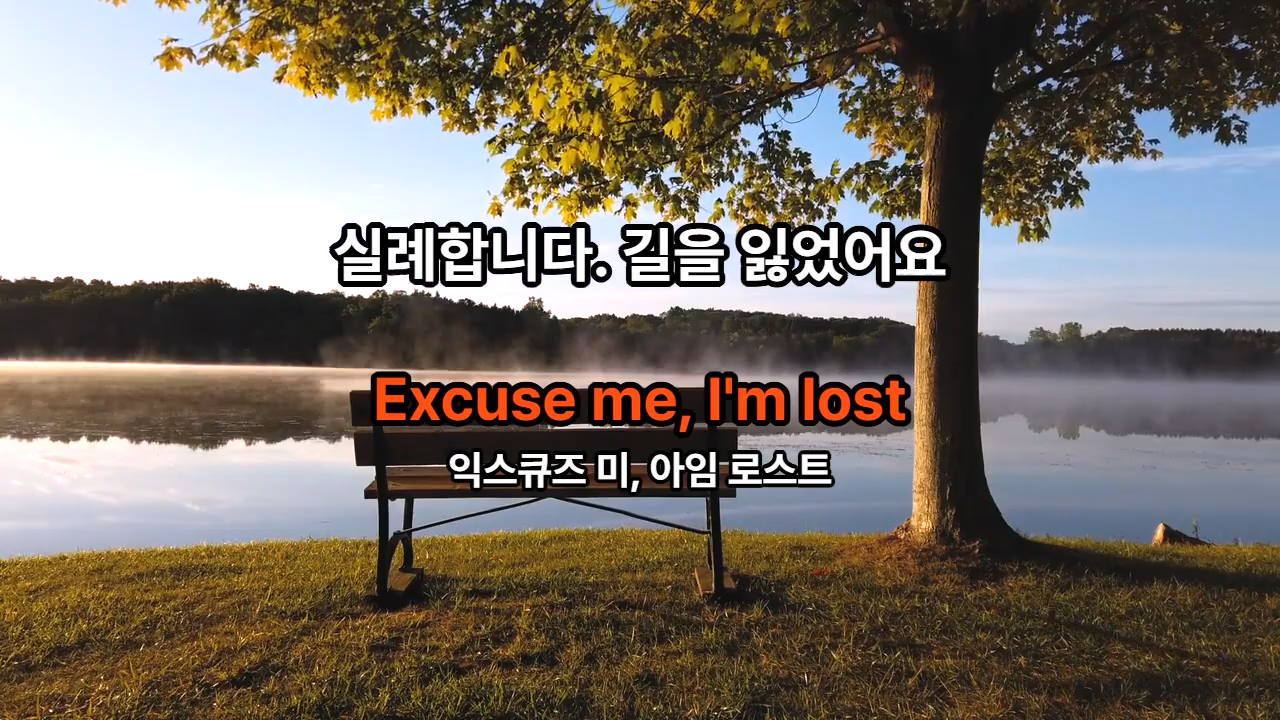 실례합니다. 길을 잃었어요
Excuse me, I'm lost
익스큐즈 미, 아임 로스트